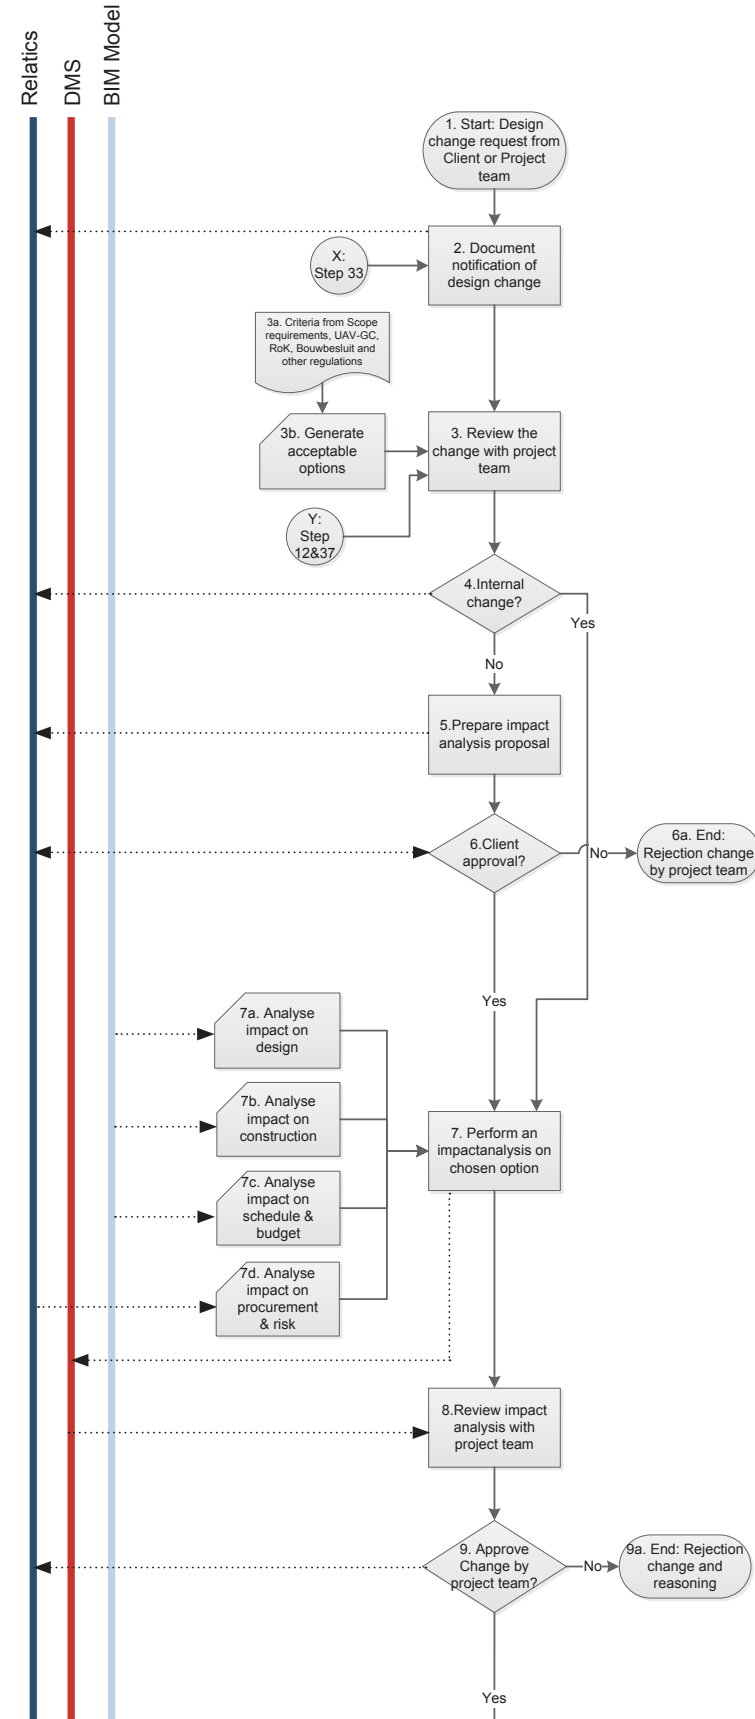 Relatics
DMS
BIM Model
1. Start: Design
change request from
Client or Project
team
2. Document
notification of
design change
X:
Step 33
3a. Criteria from Scope
requirements, UAV-GC,
RoK, Bouwbesluit and
other regulations
3b. Generate
acceptable
options
3. Review the
change with project
team
Y:
Step
12&37
4.Internal
change?
Yes
No
5.Prepare impact
analysis proposal
6.Client
approval?
No
6a. End:
Rejection change
by project team
Yes
7a. Analyse
impact on
design
7b. Analyse
impact on
construction
7. Perform an
impactanalysis on
chosen option
7c. Analyse
impact on
schedule &
budget
7d. Analyse
impact on
procurement
& risk
8.Review impact
analysis with
project team
9. Approve
Change by
project team?
No
9a. End: Rejection
change and
reasoning
Yes